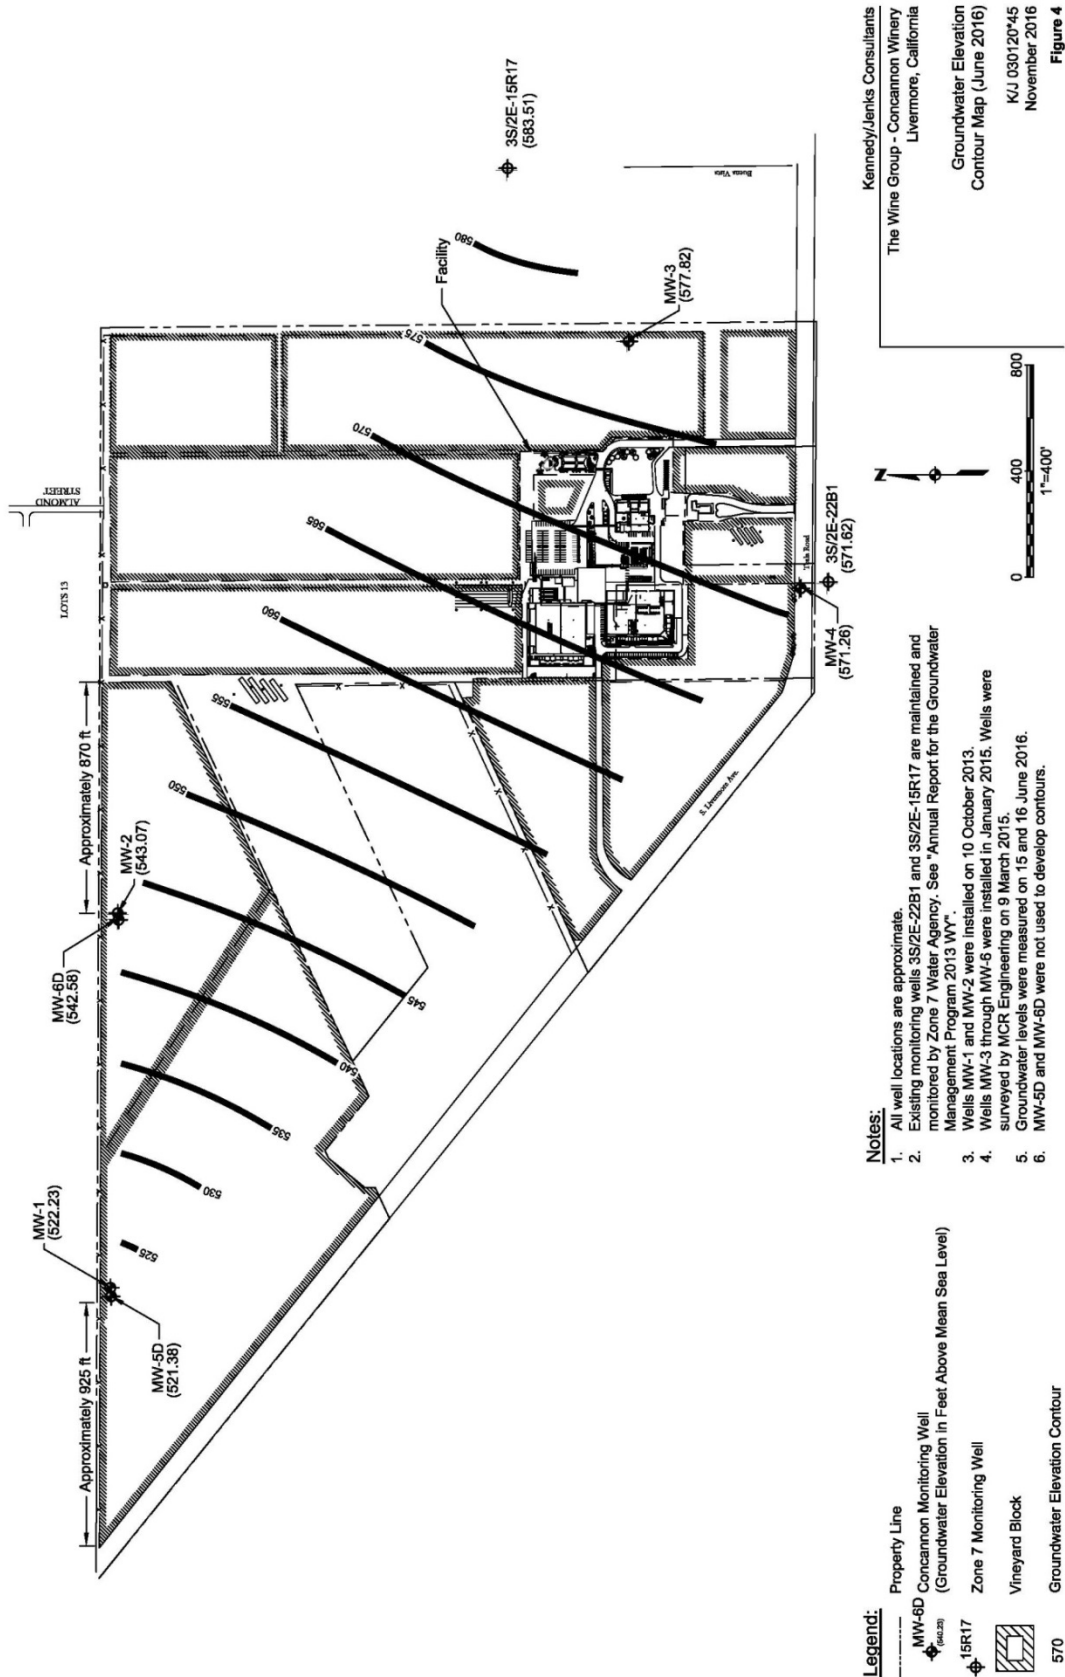 LOTS 13
ALMOND
STREET
Approximately 925 ft
MW-1
(522.23)
MW-5D
(521.38)
MW-6D
(542.58)
MW-2
(543.07)
Approximately 870 ft
525
530
535
540
545
550
555
560
565
570
575
580
Facility
3S/2E-15R17
(583.51)
MW-3
(577.82)
Buena Vista
S. Livermore Ave.
Tesla Road
MW-4
(571.26)
3S/2E-22B1
(571.62)
Legend:
Property Line
MW-6D
(540.23)
Concannon Monitoring Well
(Groundwater Elevation in Feet Above Mean Sea Level)
15R17
Zone 7 Monitoring Well
Vineyard Block
570
Groundwater Elevation Contour
Notes:
1. All well locations are approximate.
2. Existing monitoring wells 3S/2E-22B1 and 3S/2E-15R17 are maintained and
monitored by Zone 7 Water Agency. See "Annual Report for the Groundwater
Management Program 2013 WY".
3. Wells MW-1 and MW-2 were installed on 10 October 2013.
4. Wells MW-3 through MW-6 were installed in January 2015. Wells were
surveyed by MCR Engineering on 9 March 2015.
5. Groundwater levels were measured on 15 and 16 June 2016.
6. MW-5D and MW-6D were not used to develop contours.
Z
0 400 800
1"=400'
Kennedy/Jenks Consultants
The Wine Group - Concannon Winery
Livermore, California
Groundwater Elevation
Contour Map (June 2016)
K/J 030120*45
November 2016
Figure 4